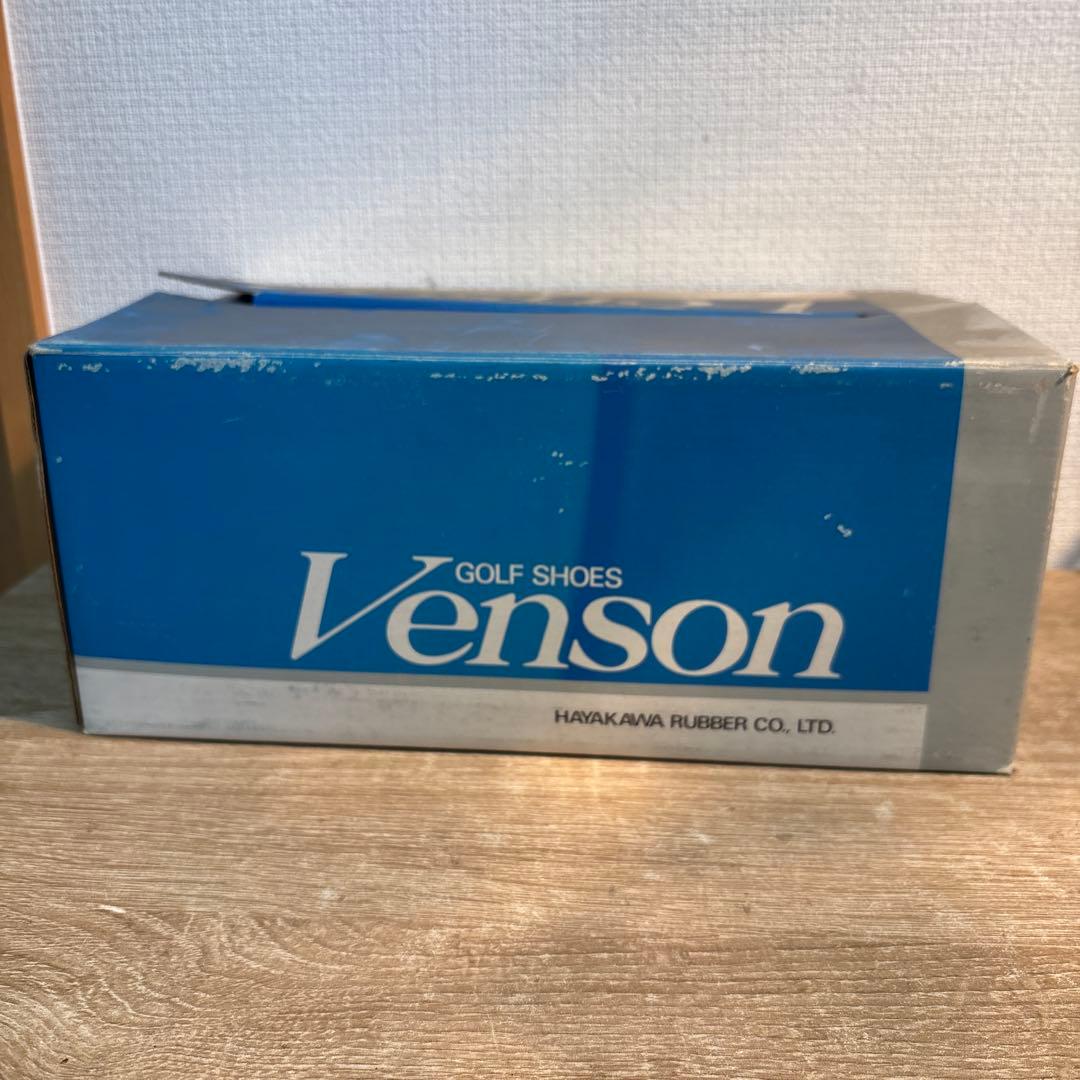 GOLF SHOES
Venson
HAYAKAWA RUBBER CO., LTD.